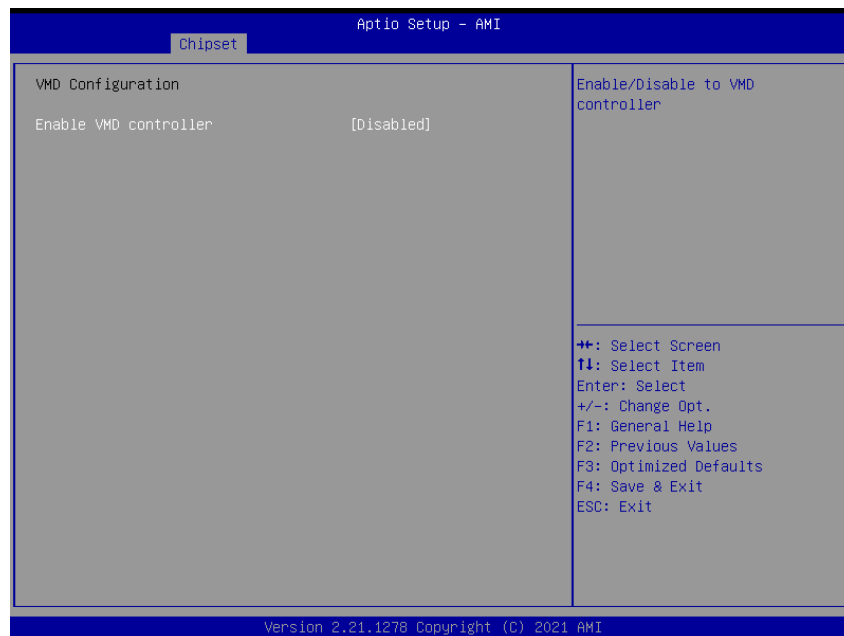 Aptio Setup - AMI
Chipset
VMD Configuration
Enable VMD controller [Disabled]
Enable/Disable to VMD
controller
→←: Select Screen
↑↓: Select Item
Enter: Select
+/-: Change Opt.
F1: General Help
F2: Previous Values
F3: Optimized Defaults
F4: Save & Exit
ESC: Exit
Version 2.21.1278 Copyright (C) 2021 AMI